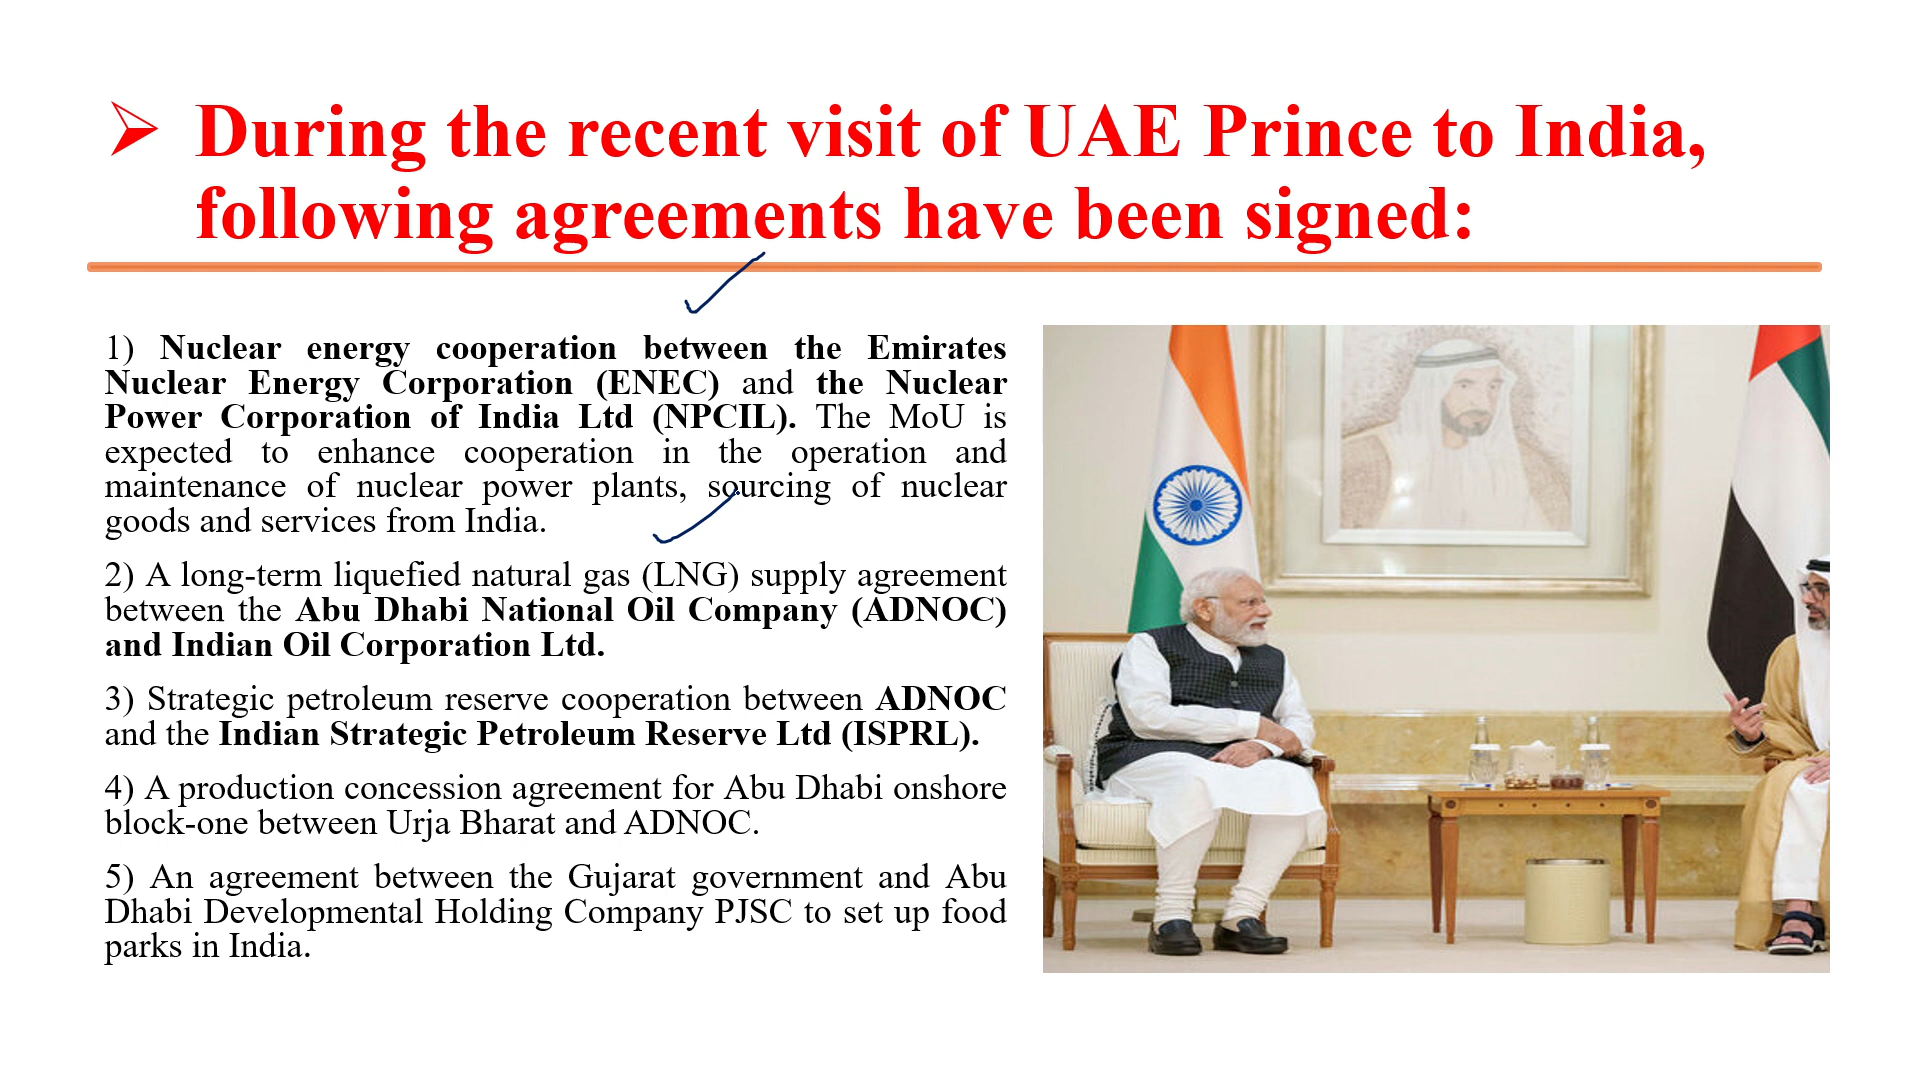 During the recent visit of UAE Prince to India,
following agreements have been signed:
1) Nuclear energy cooperation between the Emirates
Nuclear Energy Corporation (ENEC) and the Nuclear
Power Corporation of India Ltd (NPCIL). The MoU is
expected to enhance cooperation in the operation and
maintenance of nuclear power plants, sourcing of nuclear
goods and services from India.
2) A long-term liquefied natural gas (LNG) supply agreement
between the Abu Dhabi National Oil Company (ADNOC)
and Indian Oil Corporation Ltd.
3) Strategic petroleum reserve cooperation between ADNOC
and the Indian Strategic Petroleum Reserve Ltd (ISPRL).
4) A production concession agreement for Abu Dhabi onshore
block-one between Urja Bharat and ADNOC.
5) An agreement between the Gujarat government and Abu
Dhabi Developmental Holding Company PJSC to set up food
parks in India.